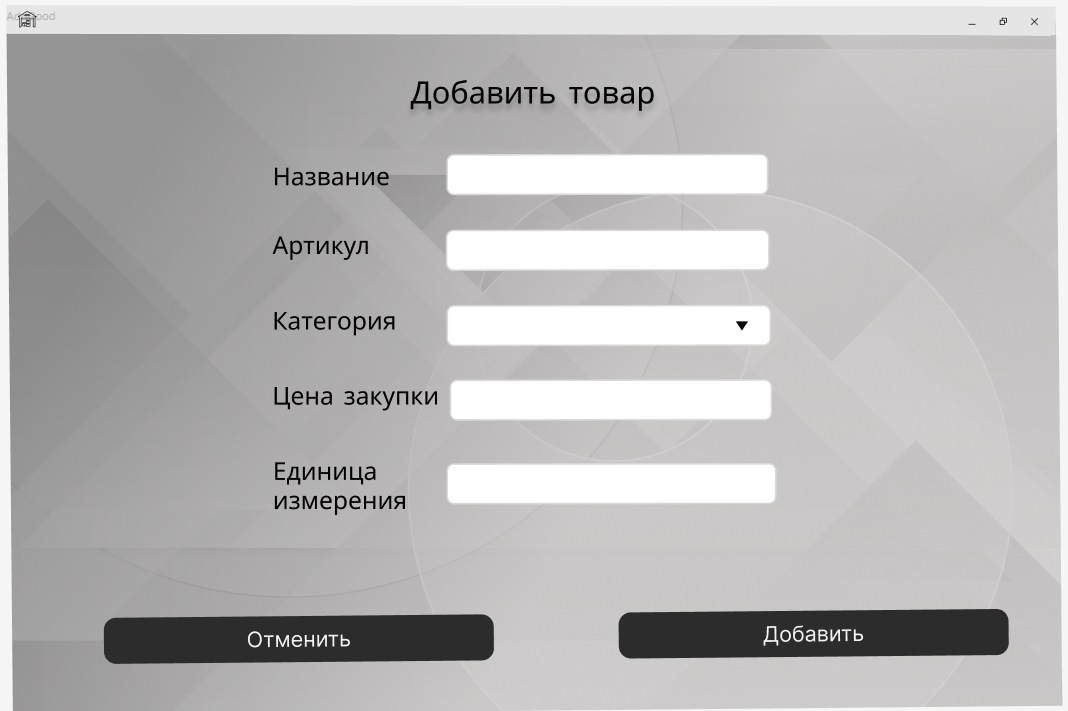 Добавить товар
Название
Артикул
Категория
Цена закупки
Единица
измерения
Отменить
Добавить